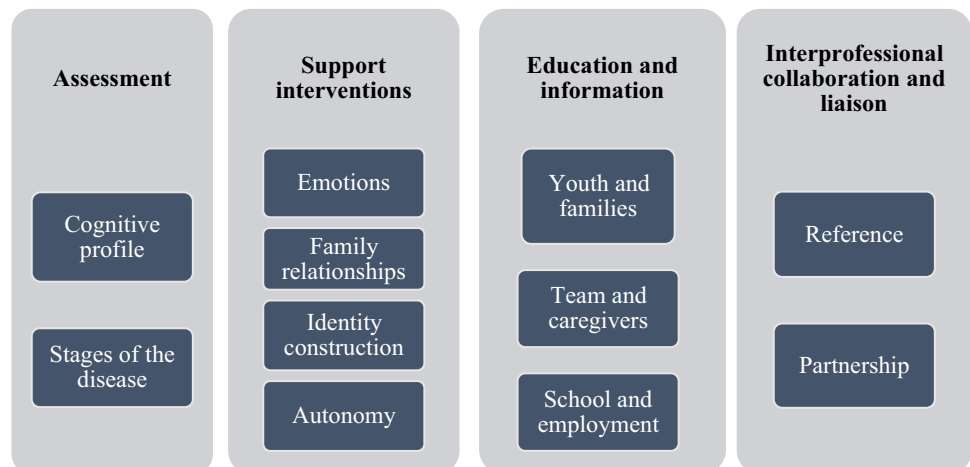 Assessment
Cognitive
profile
Stages of the
disease
Support
interventions
Emotions
Family
relationships
Identity
construction
Autonomy
Education and
information
Youth and
families
Team and
caregivers
School and
employment
Interprofessional
collaboration and
liaison
Reference
Partnership